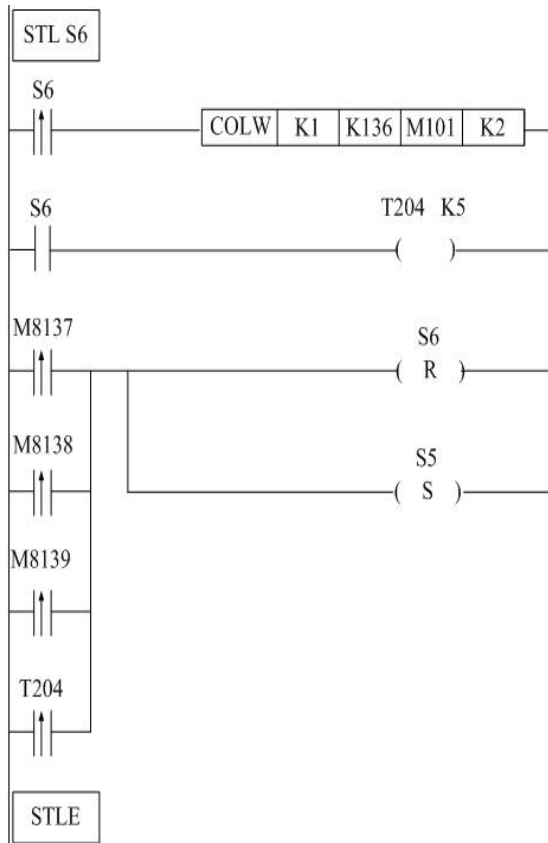 STL S6
S6
COLW K1 K136 M101 K2
S6
T204 K5
( )
M8137
S6
( R )
M8138
S5
( S )
M8139
T204
STLE